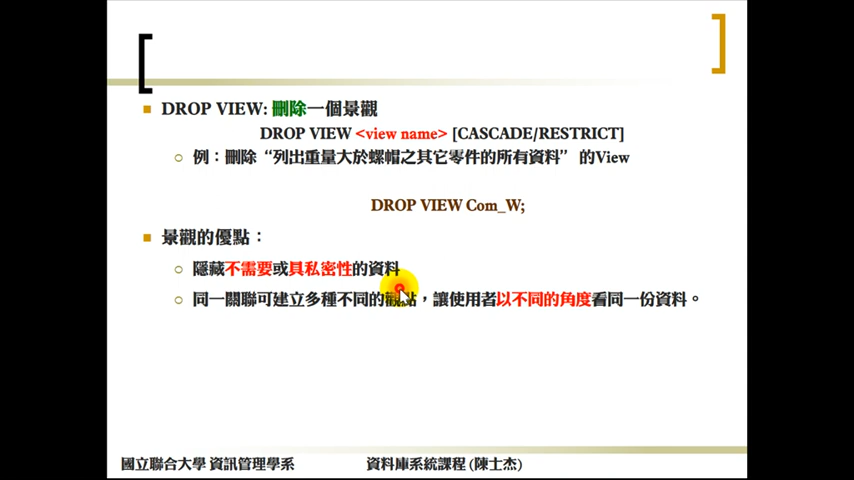 DROP VIEW: 刪除一個景觀
DROP VIEW <view name> [CASCADE/RESTRICT]
例：刪除“列出重量大於螺帽之其它零件的所有資料” 的View
DROP VIEW Com_W;
景觀的優點：
隱藏不需要或具私密性的資料
同一關聯可建立多種不同的觀點，讓使用者以不同的角度看同一份資料。
國立聯合大學 資訊管理學系
資料庫系統課程 (陳士杰)